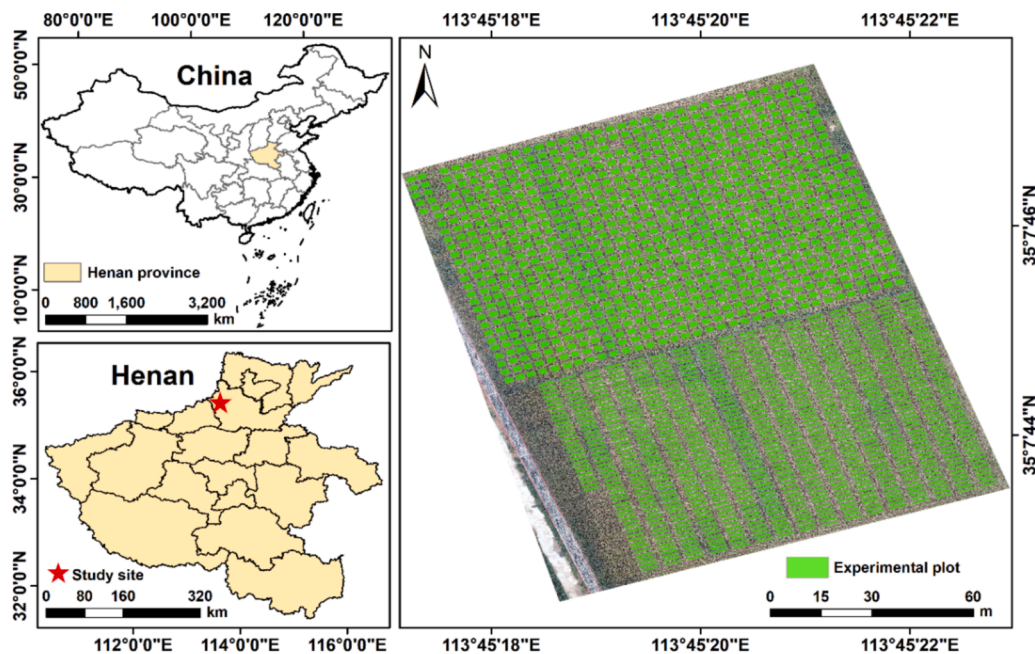 80°0'0"E 100°0'0"E 120°0'0"E
113°45'18"E 113°45'20"E 113°45'22"E
50°0'0"N
30°0'0"N
10°0'0"N
China
Henan province
0 800 1,600 3,200
km
36°0'0"N
34°0'0"N
32°0'0"N
Henan
Study site
0 80 160 320
km
112°0'0"E 114°0'0"E 116°0'0"E
N
35°7'46"N
35°7'44"N
Experimental plot
0 15 30 60
m
113°45'18"E 113°45'20"E 113°45'22"E